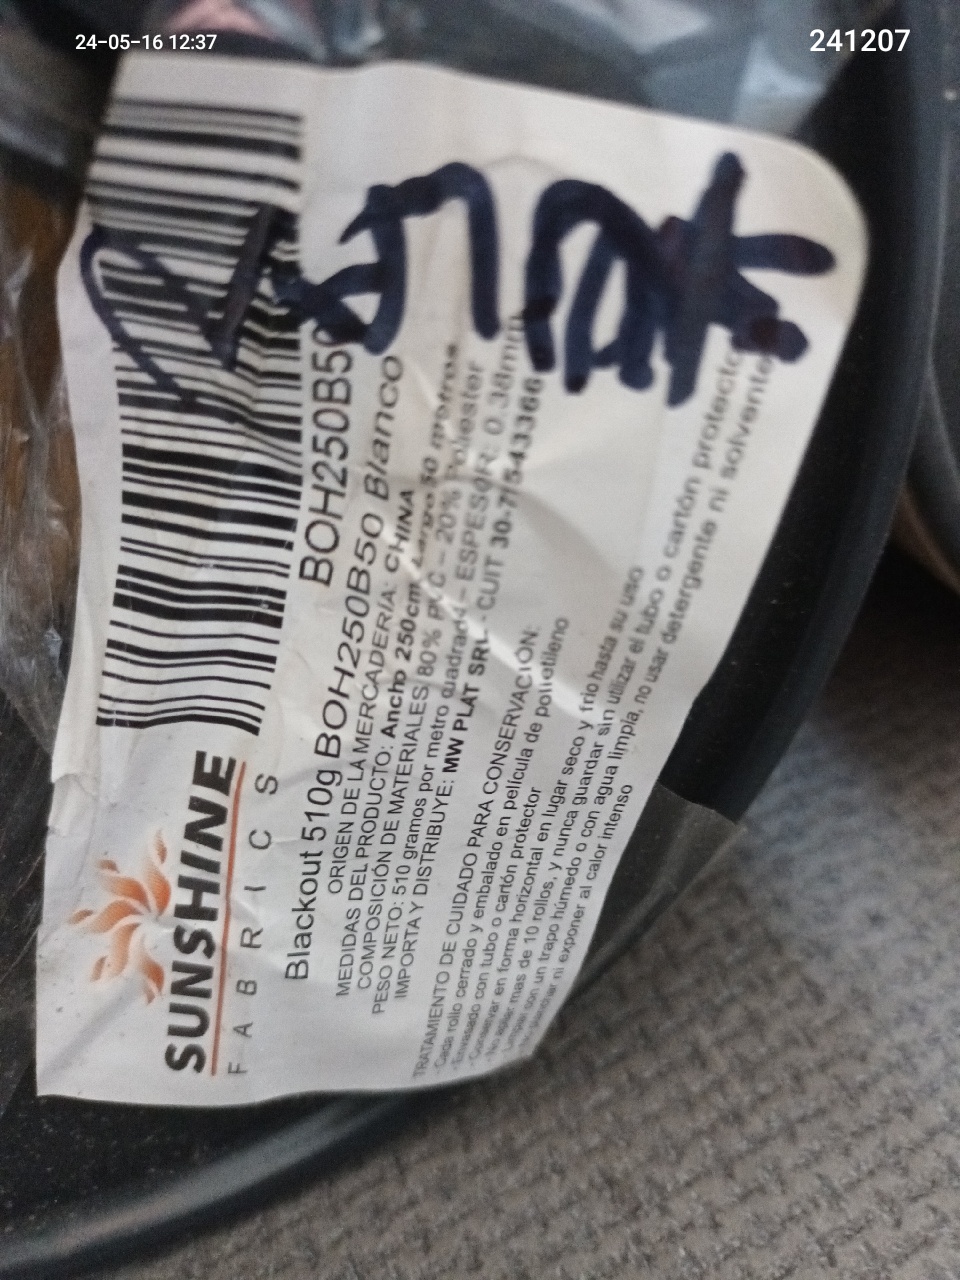 24-05-16 12:37
241207
SUNSHINE
FABRICS
BOH250B50
Blackout 510g BOH250B50 Blanco
ORIGEN DE LA MERCADERÍA: CHINA
MEDIDAS DEL PRODUCTO: Ancho 250cm Largo 50 metros
COMPOSICIÓN DE MATERIALES: 80% PVC - 20% Poliester
PESO NETO: 510 gramos por metro cuadrado - ESPESOR: 0.38mm
IMPORTA Y DISTRIBUYE: MW PLAT SRL - CUIT
TRATAMIENTO DE CUIDADO PARA CONSERVACIÓN:
-Cada rollo cerrado y embalado en película de polietileno
-Envasado con tubo o cartón protector
-Conservar en forma horizontal en lugar seco y frio hasta su uso
-No apilar mas de 10 rollos, y nunca guardar sin utilizar el tubo o cartón protector
-Limpiar con un trapo húmedo o con agua limpia, no usar detergente ni solvente
-No planchar ni exponer al calor intenso